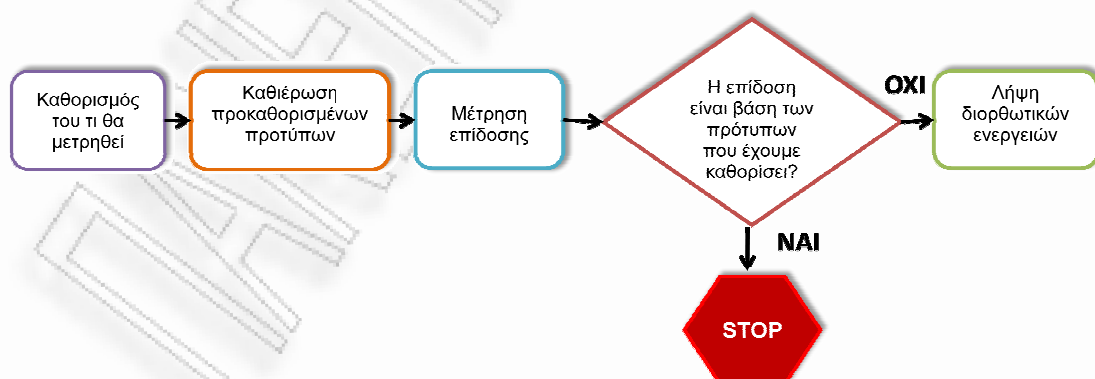 Καθορισμός
του τι θα
μετρηθεί
Καθιέρωση
προκαθορισμένων
προτύπων
Μέτρηση
επίδοσης
Η επίδοση
είναι βάση των
πρότυπων
που έχουμε
καθορίσει?
ΟΧΙ
Λήψη
διορθωτικών
ενεργειών
ΝΑΙ
STOP